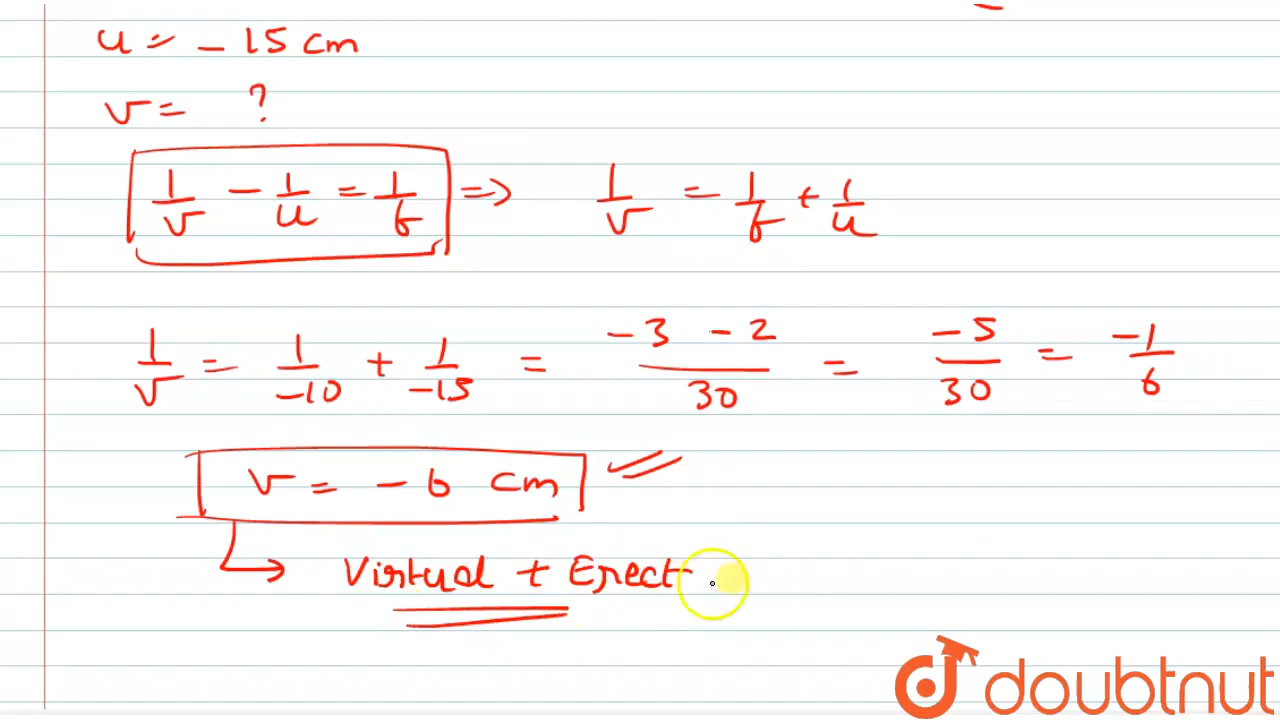 u = - 15 cm
v = ?
1/v - 1/u = 1/f => 1/v = 1/f + 1/u
1/v = 1/-10 + 1/-15 = -3 -2/30 = -5/30 = -1/6
v = - 6 cm
Virtual + Erect
doubtnut